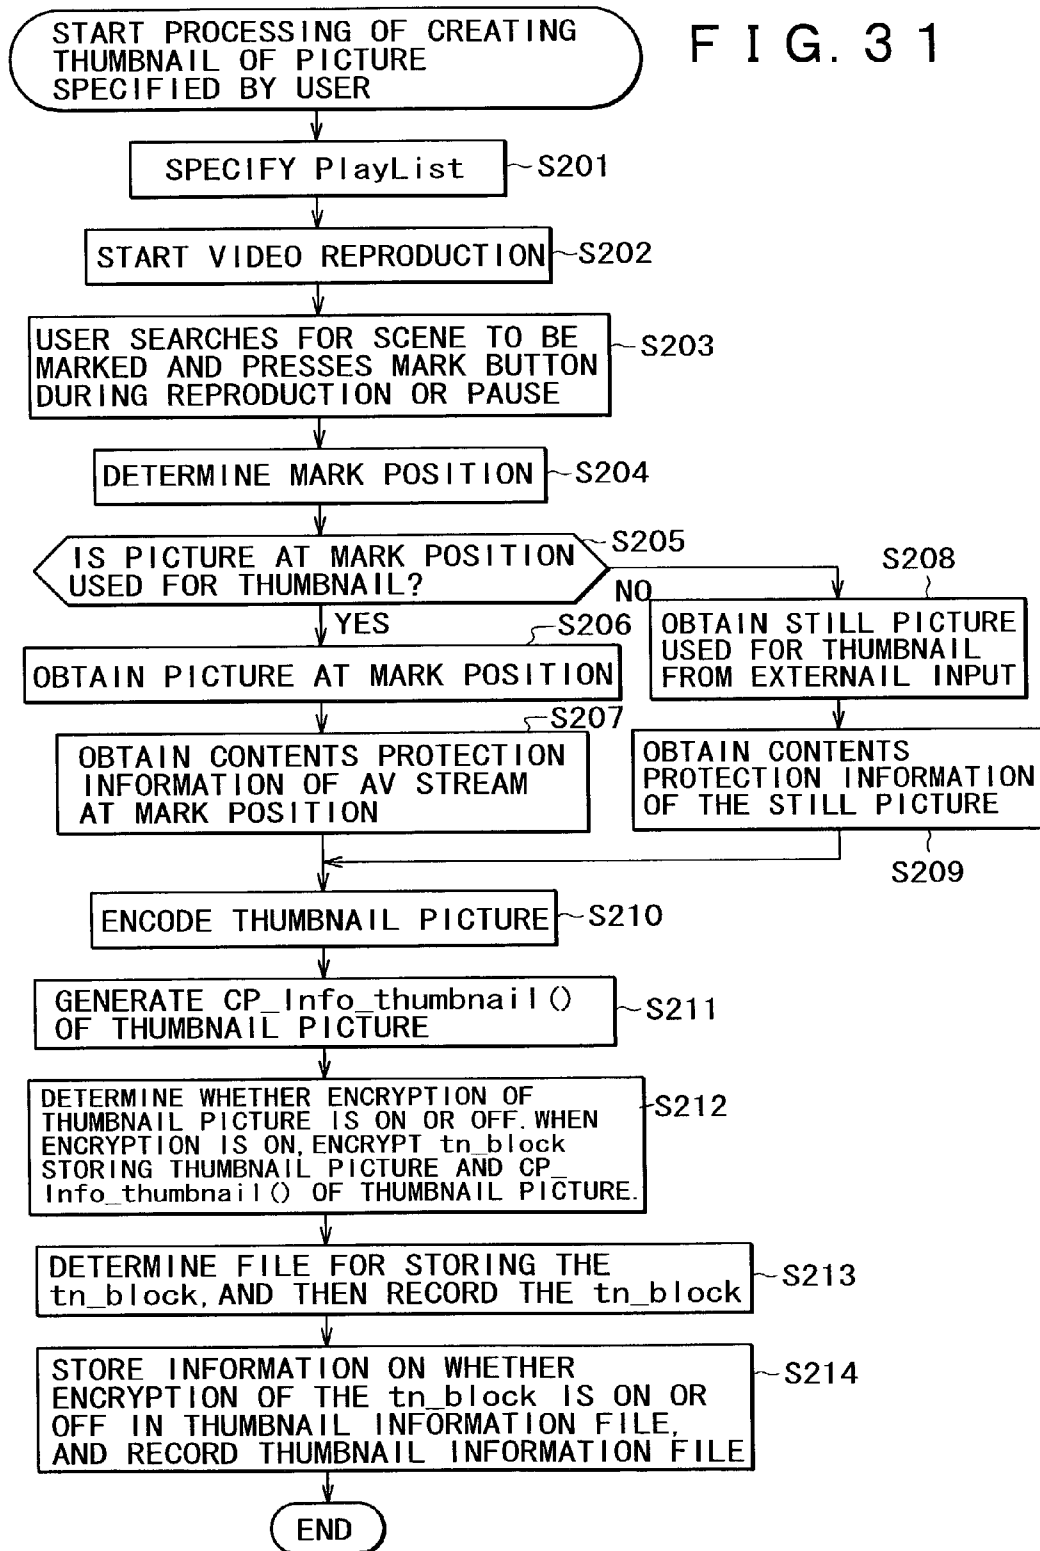 START PROCESSING OF CREATING
THUMBNAIL OF PICTURE
SPECIFIED BY USER
FIG. 31
SPECIFY PlayList
S201
START VIDEO REPRODUCTION
S202
USER SEARCHES FOR SCENE TO BE
MARKED AND PRESSES MARK BUTTON
DURING REPRODUCTION OR PAUSE
S203
DETERMINE MARK POSITION
S204
IS PICTURE AT MARK POSITION
USED FOR THUMBNAIL?
S205
NO
YES
S208
OBTAIN STILL PICTURE
USED FOR THUMBNAIL
FROM EXTERNAIL INPUT
S206
OBTAIN PICTURE AT MARK POSITION
S207
OBTAIN CONTENTS PROTECTION
INFORMATION OF AV STREAM
AT MARK POSITION
OBTAIN CONTENTS
PROTECTION INFORMATION
OF THE STILL PICTURE
S209
ENCODE THUMBNAIL PICTURE
S210
GENERATE CP_Info_thumbnail()
OF THUMBNAIL PICTURE
S211
DETERMINE WHETHER ENCRYPTION OF
THUMBNAIL PICTURE IS ON OR OFF. WHEN
ENCRYPTION IS ON, ENCRYPT tn_block
STORING THUMBNAIL PICTURE AND CP_
Info_thumbnail() OF THUMBNAIL PICTURE.
S212
DETERMINE FILE FOR STORING THE
tn_block, AND THEN RECORD THE tn_block
S213
STORE INFORMATION ON WHETHER
ENCRYPTION OF THE tn_block IS ON OR
OFF IN THUMBNAIL INFORMATION FILE,
AND RECORD THUMBNAIL INFORMATION FILE
S214
END